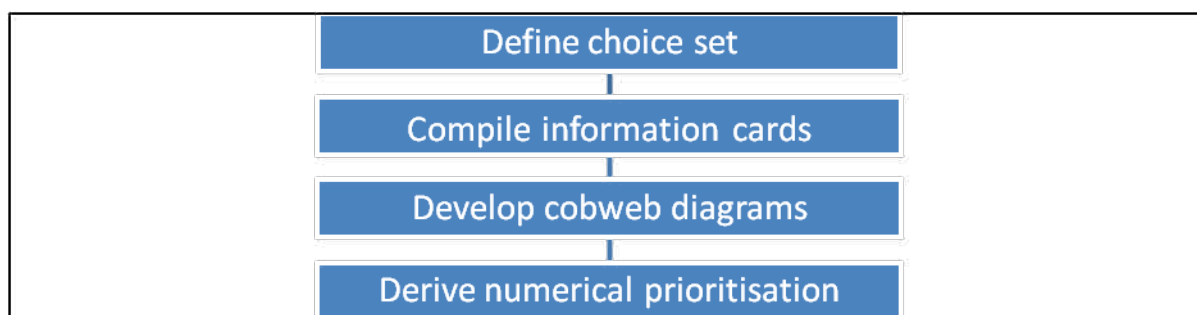 Define choice set
Compile information cards
Develop cobweb diagrams
Derive numerical prioritisation